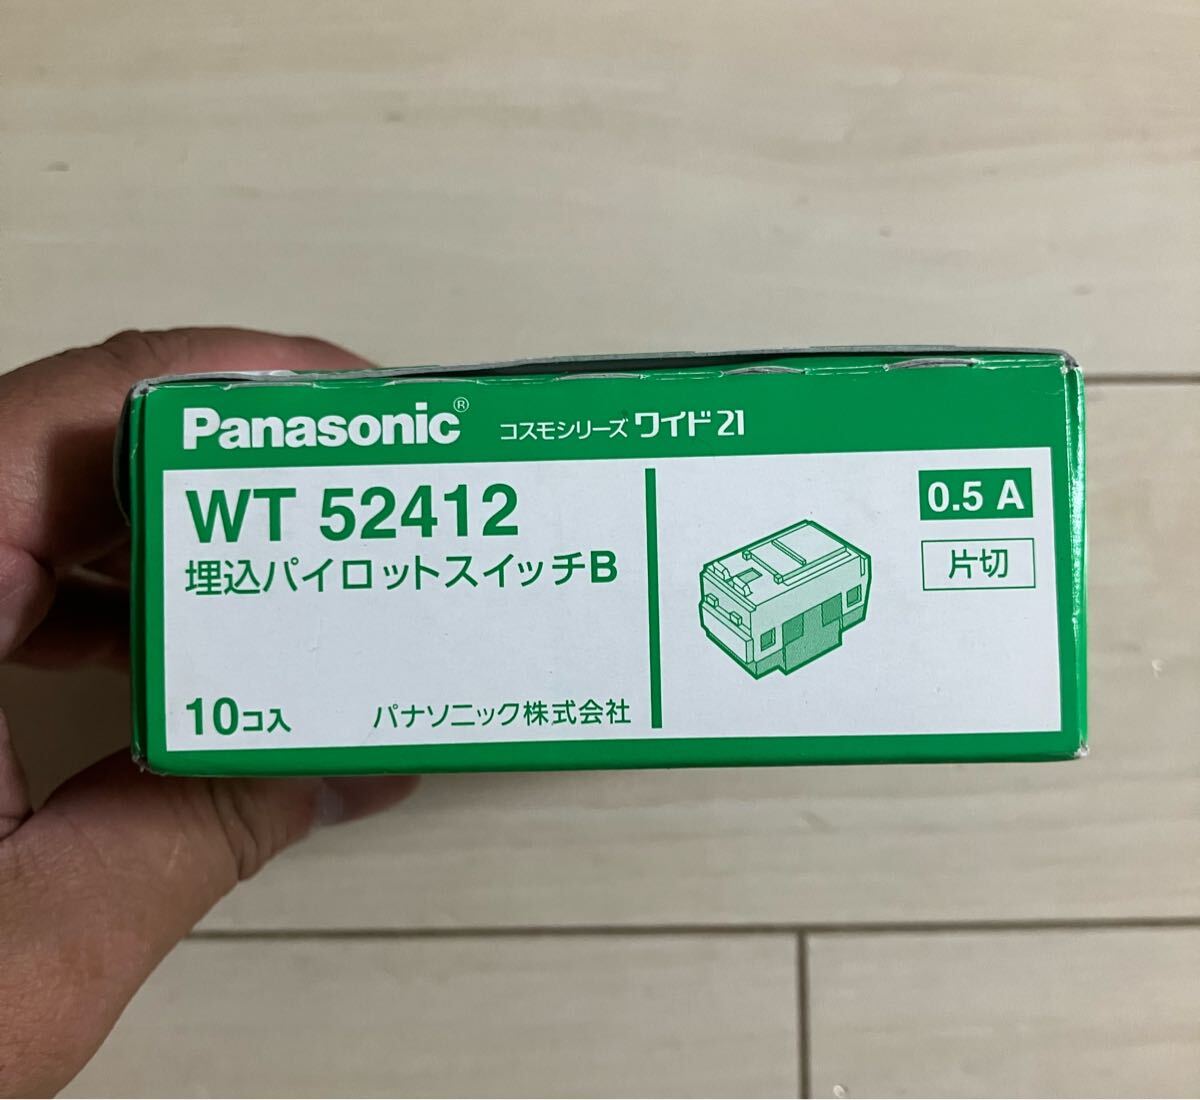 Panasonic® コスモシリーズ ワイド21
WT 52412
埋込パイロットスイッチB
10コ入 パナソニック株式会社
0.5 A
片切